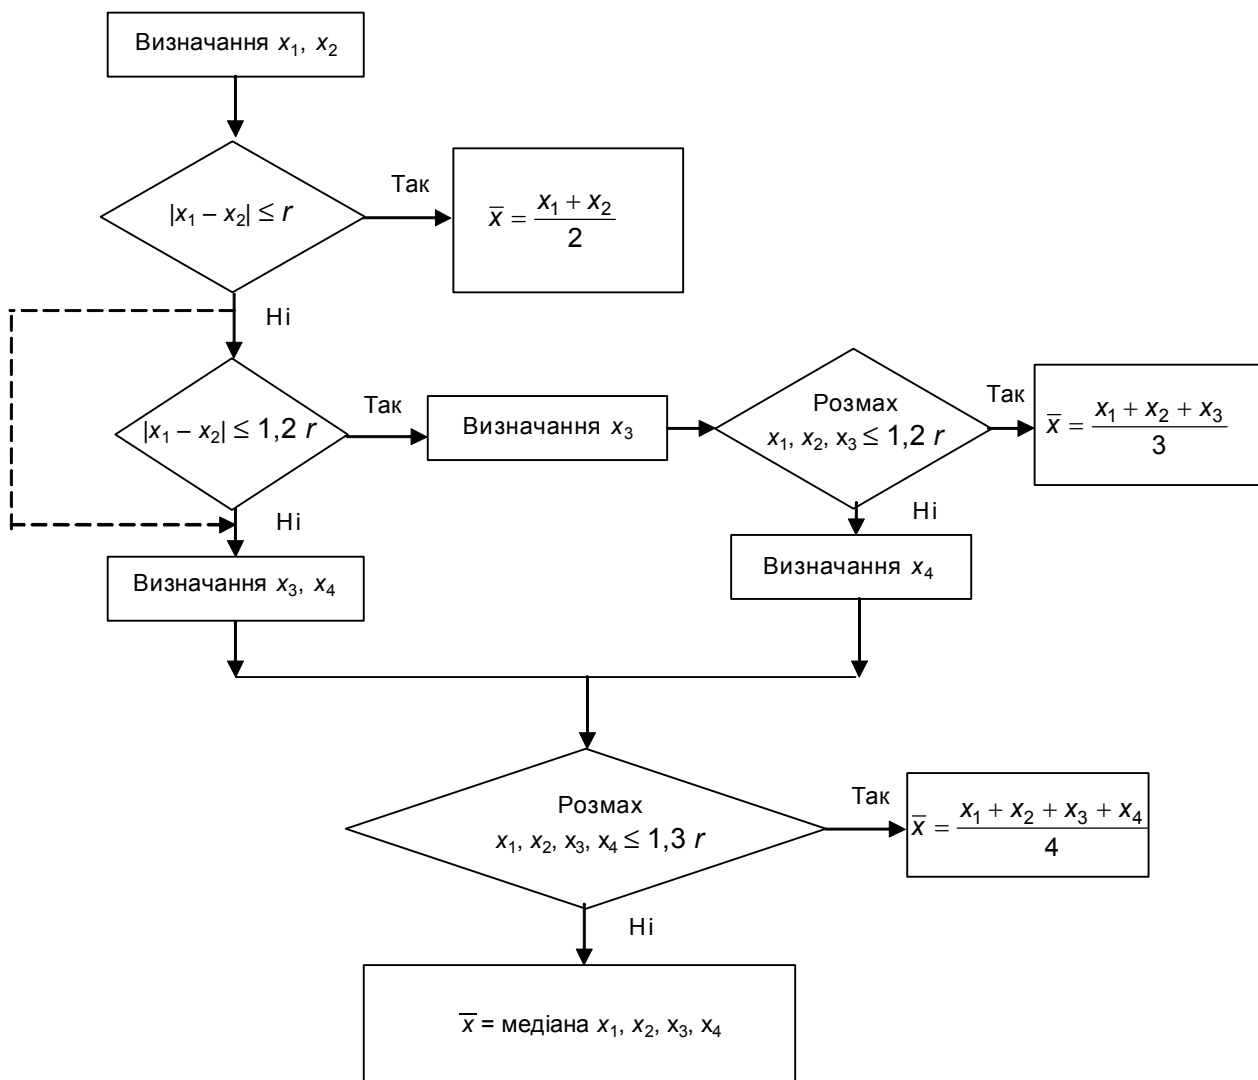 Визначання x₁, x₂
|x₁ – x₂| ≤ r
Так
x̅ = (x₁ + x₂)/2
Ні
|x₁ – x₂| ≤ 1,2 r
Так
Визначання x₃
Розмах
x₁, x₂, x₃ ≤ 1,2 r
Так
x̅ = (x₁ + x₂ + x₃)/3
Ні
Ні
Визначання x₃, x₄
Визначання x₄
Розмах
x₁, x₂, x₃, x₄ ≤ 1,3 r
Так
x̅ = (x₁ + x₂ + x₃ + x₄)/4
Ні
x̅ = медіана x₁, x₂, x₃, x₄